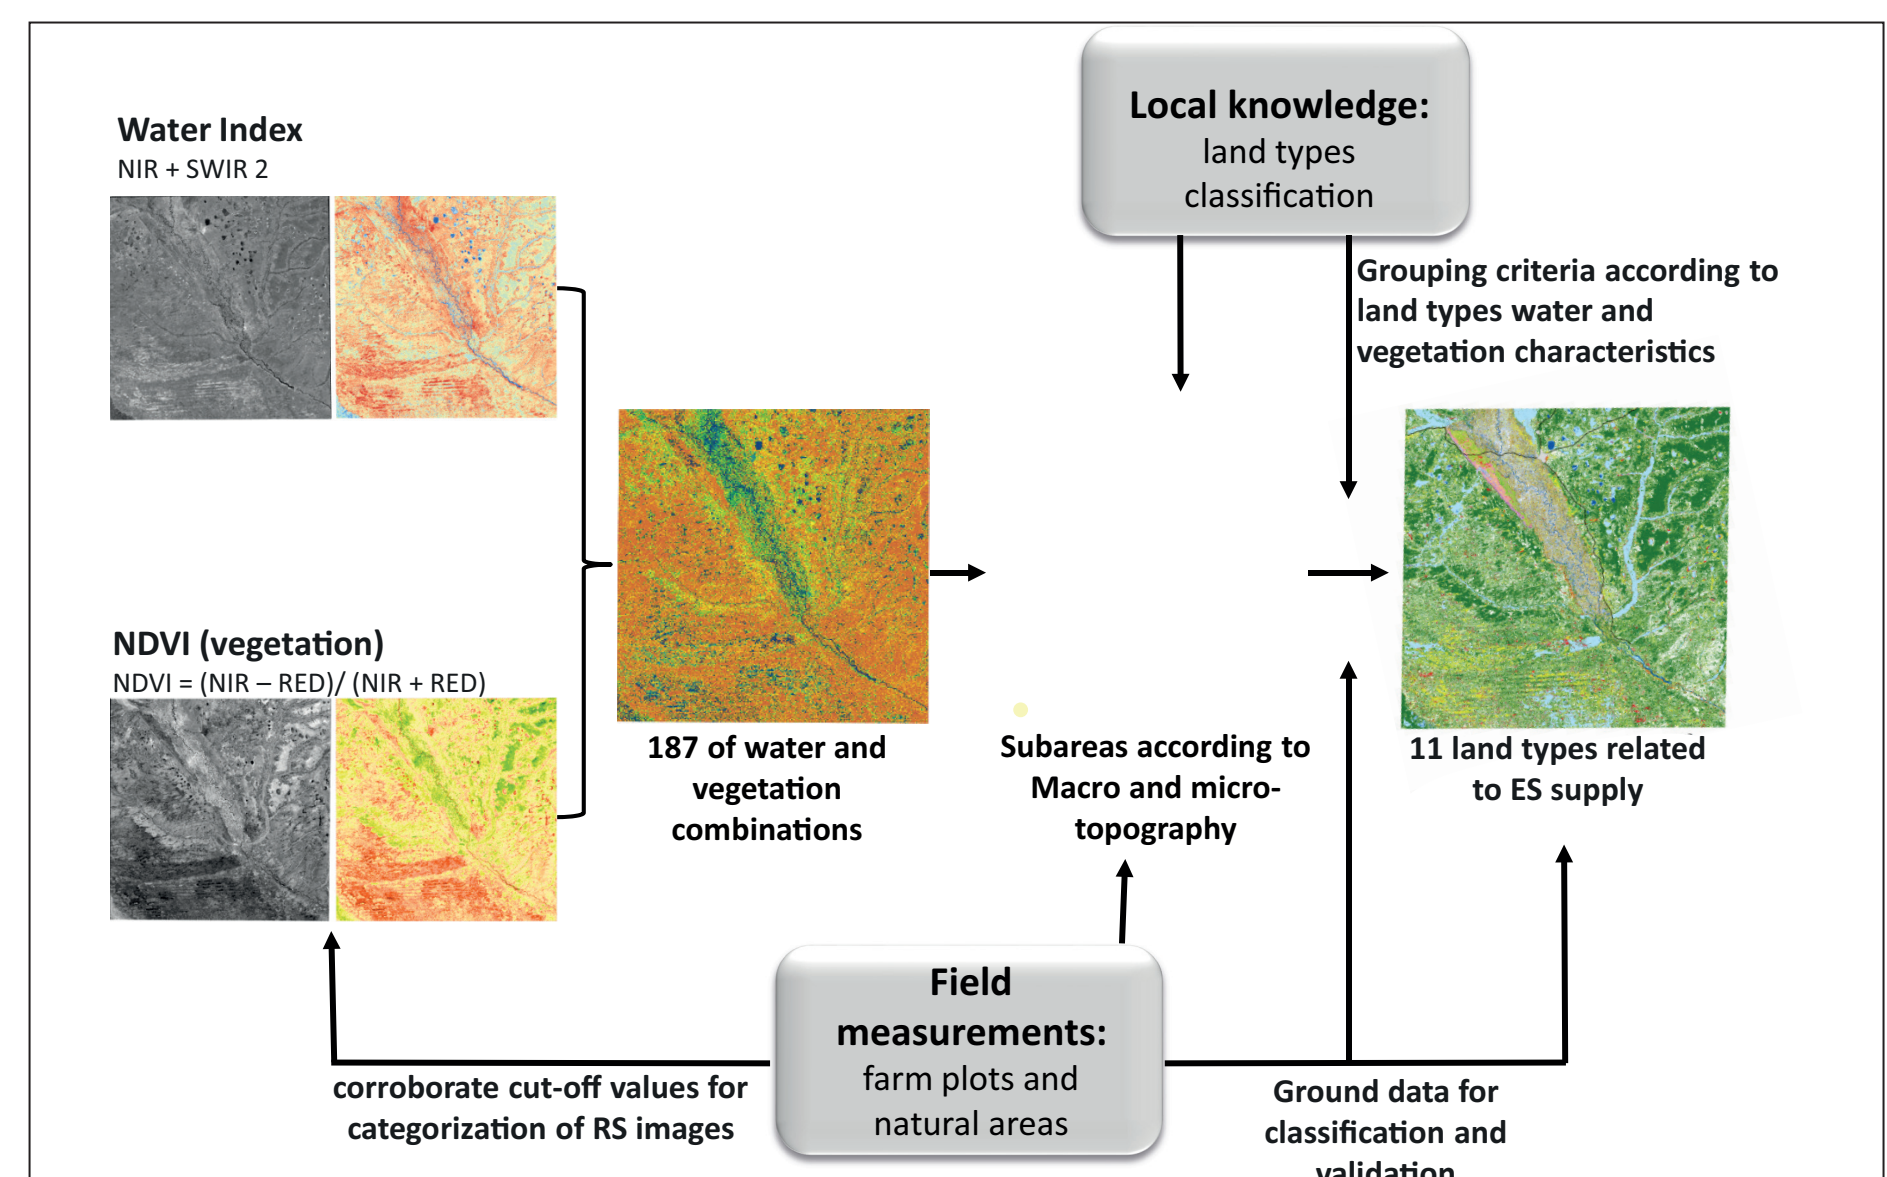 Local knowledge:
land types
classification
Water Index
NIR + SWIR 2
Grouping criteria according to
land types water and
vegetation characteristics
NDVI (vegetation)
NDVI = (NIR – RED)/ (NIR + RED)
187 of water and
vegetation
combinations
Subareas according to
Macro and micro-
topography
11 land types related
to ES supply
Field
measurements:
farm plots and
natural areas
corroborate cut-off values for
categorization of RS images
Ground data for
classification and
validation